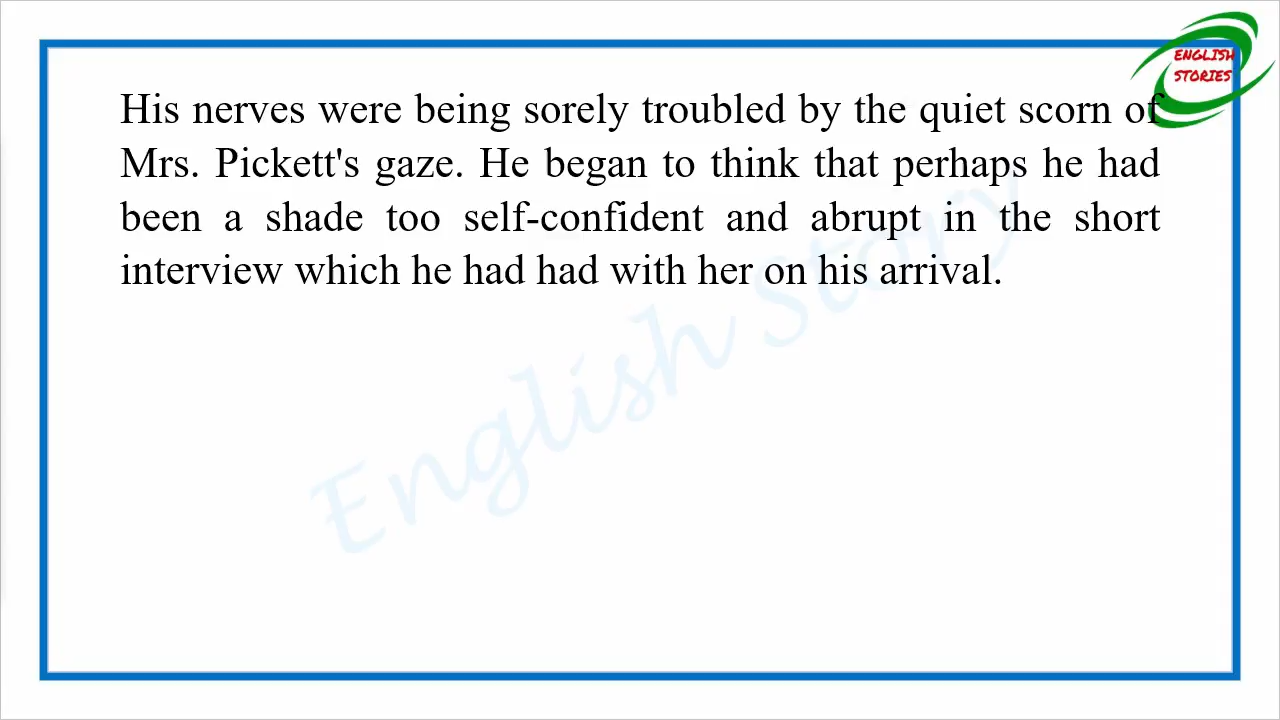 ENGLISH
STORIES
His nerves were being sorely troubled by the quiet scorn of
Mrs. Pickett's gaze. He began to think that perhaps he had
been a shade too self-confident and abrupt in the short
interview which he had had with her on his arrival.
English Story